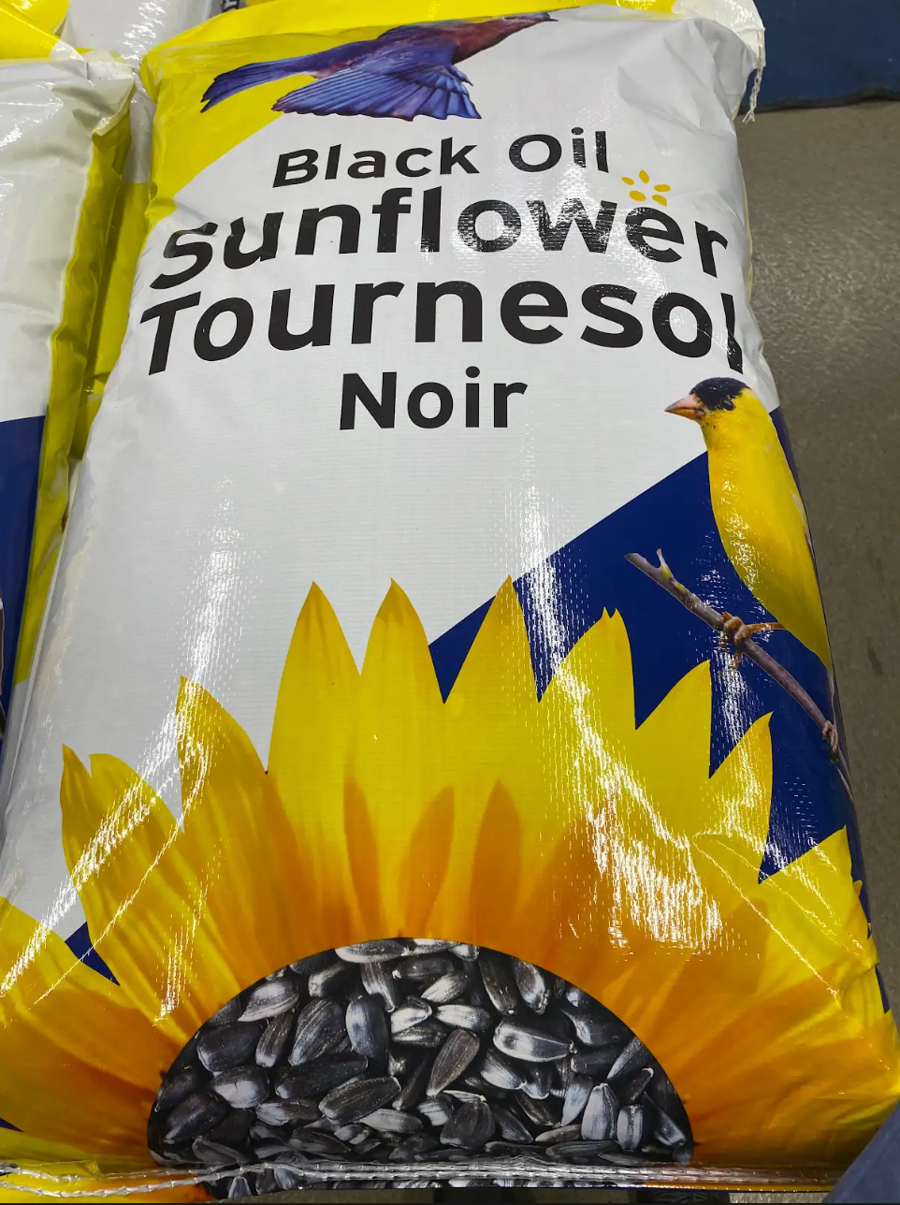 Black Oil
Sunflower
Tournesol
Noir